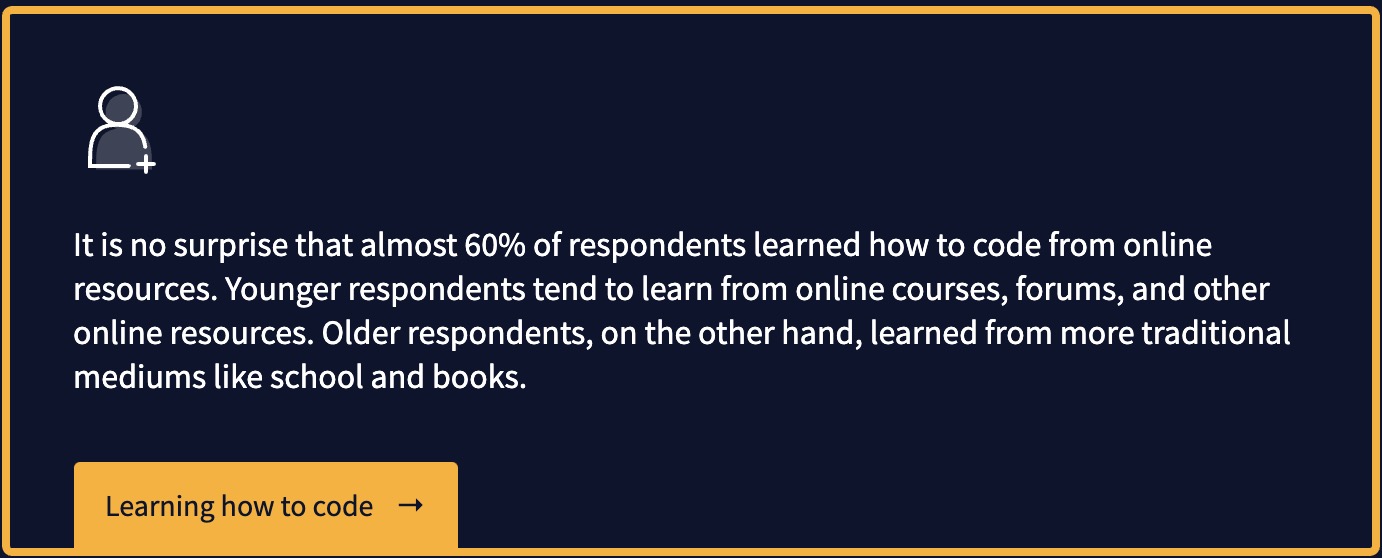 It is no surprise that almost 60% of respondents learned how to code from online
resources. Younger respondents tend to learn from online courses, forums, and other
online resources. Older respondents, on the other hand, learned from more traditional
mediums like school and books.
Learning how to code →